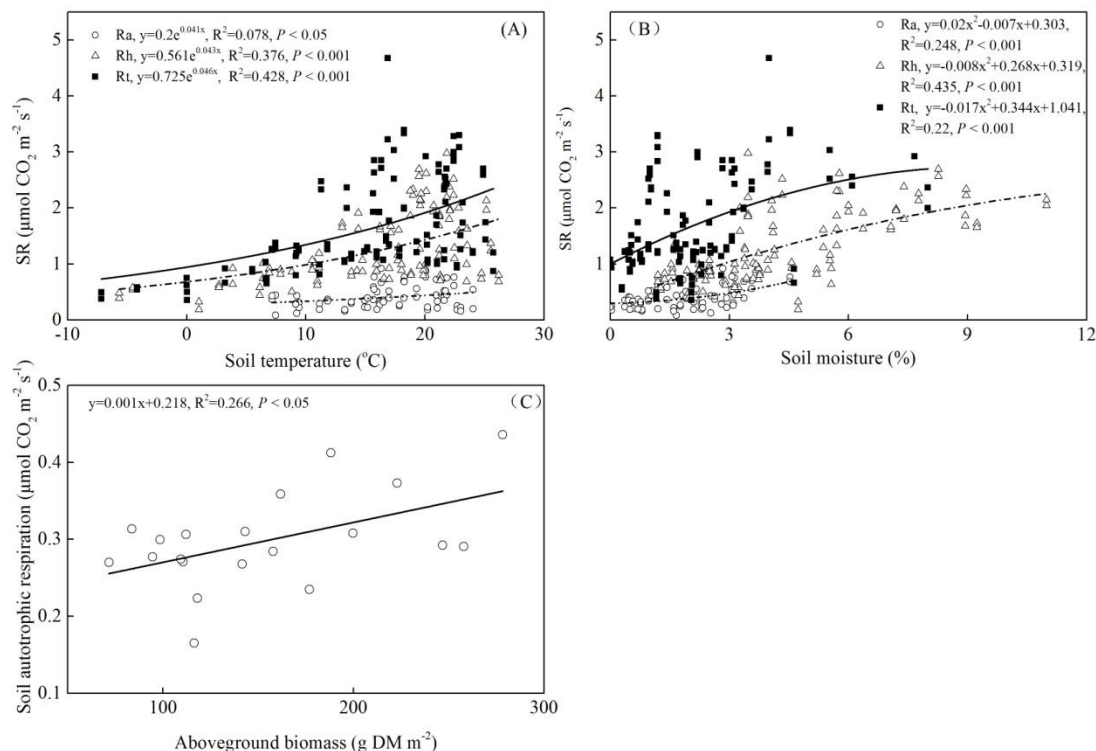 (A)
Ra, y=0.2e^0.041x, R²=0.078, P < 0.05
Rh, y=0.561e^0.043x, R²=0.376, P < 0.001
Rt, y=0.725e^0.046x, R²=0.428, P < 0.001
SR (μmol CO₂ m⁻² s⁻¹)
5
4
3
2
1
0
-10
0
10
20
30
Soil temperature (°C)
(B)
Ra, y=0.02x²-0.007x+0.303,
R²=0.248, P < 0.001
Rh, y=-0.008x²+0.268x+0.319,
R²=0.435, P < 0.001
Rt, y=-0.017x²+0.344x+1.041,
R²=0.22, P < 0.001
SR (μmol CO₂ m⁻² s⁻¹)
5
4
3
2
1
0
0
3
6
9
12
Soil moisture (%)
(C)
y=0.001x+0.218, R²=0.266, P < 0.05
Soil autotrophic respiration (μmol CO₂ m⁻² s⁻¹)
0.5
0.4
0.3
0.2
0.1
100
200
300
Aboveground biomass (g DM m⁻²)